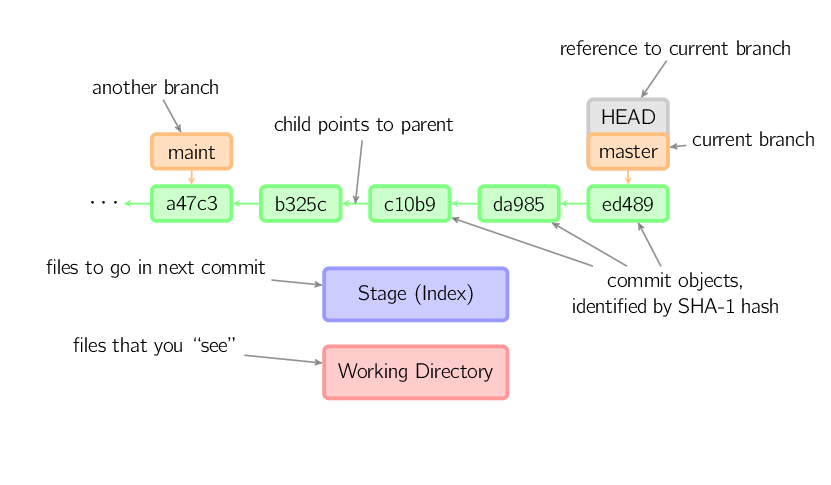 reference to current branch
another branch
HEAD
child points to parent
current branch
maint
master
...
a47c3
b325c
c10b9
da985
ed489
files to go in next commit
Stage (Index)
commit objects,
identified by SHA-1 hash
files that you “see”
Working Directory